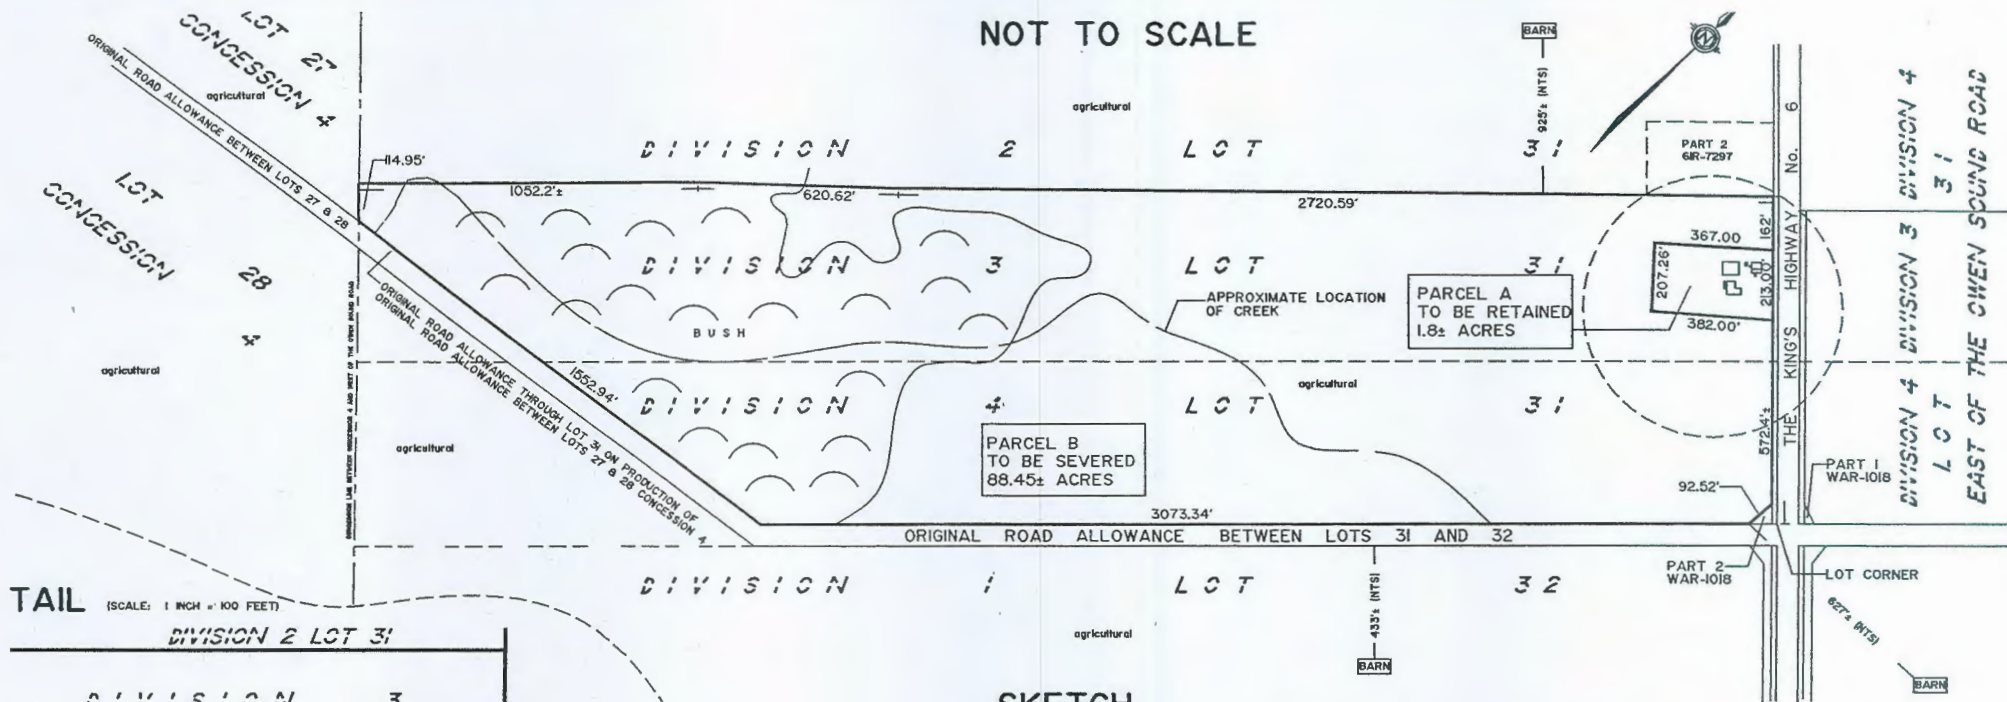 NOT TO SCALE
LOT 27
CONCESSION 4
agricultural
ORIGINAL ROAD ALLOWANCE BETWEEN LOTS 27 & 28
LOT 28
CONCESSION 4
agricultural
114.95'
DIVISION 2 LOT 31
agricultural
BARN
925'± (NTS)
1052.2'±
620.62'
2720.59'
PART 2
61R-7297
THE KING'S HIGHWAY No. 6
DIVISION 4 DIVISION 3 DIVISION 4
LOT 31
EAST OF THE OWEN SOUND ROAD
DIVISION 3 LOT 31
BUSH
APPROXIMATE LOCATION
OF CREEK
PARCEL A
TO BE RETAINED
1.8± ACRES
367.00
162'
207.26'
213.00'
382.00'
ORIGINAL ROAD ALLOWANCE THROUGH LOT 31 ON PRODUCTION OF
ORIGINAL ROAD ALLOWANCE BETWEEN LOTS 27 & 28 CONCESSION 4
1552.94'
agricultural
agricultural
DIVISION 4 LOT 31
PARCEL B
TO BE SEVERED
88.45± ACRES
572.4'±
92.52'
PART 1
WAR-1018
3073.34'
ORIGINAL ROAD ALLOWANCE BETWEEN LOTS 31 AND 32
PART 2
WAR-1018
LOT CORNER
DIVISION 1 LOT 32
433'± (NTS)
BARN
agricultural
627'± (NTS)
BARN
TAIL (SCALE: 1 INCH = 100 FEET)
DIVISION 2 LOT 31
DIVISION 3
SKETCH